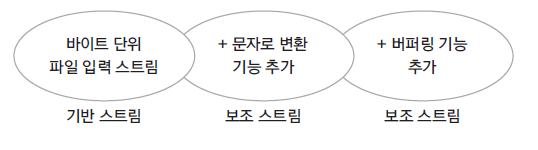 바이트 단위
파일 입력 스트림
+ 문자로 변환
기능 추가
+ 버퍼링 기능
추가
기반 스트림
보조 스트림
보조 스트림